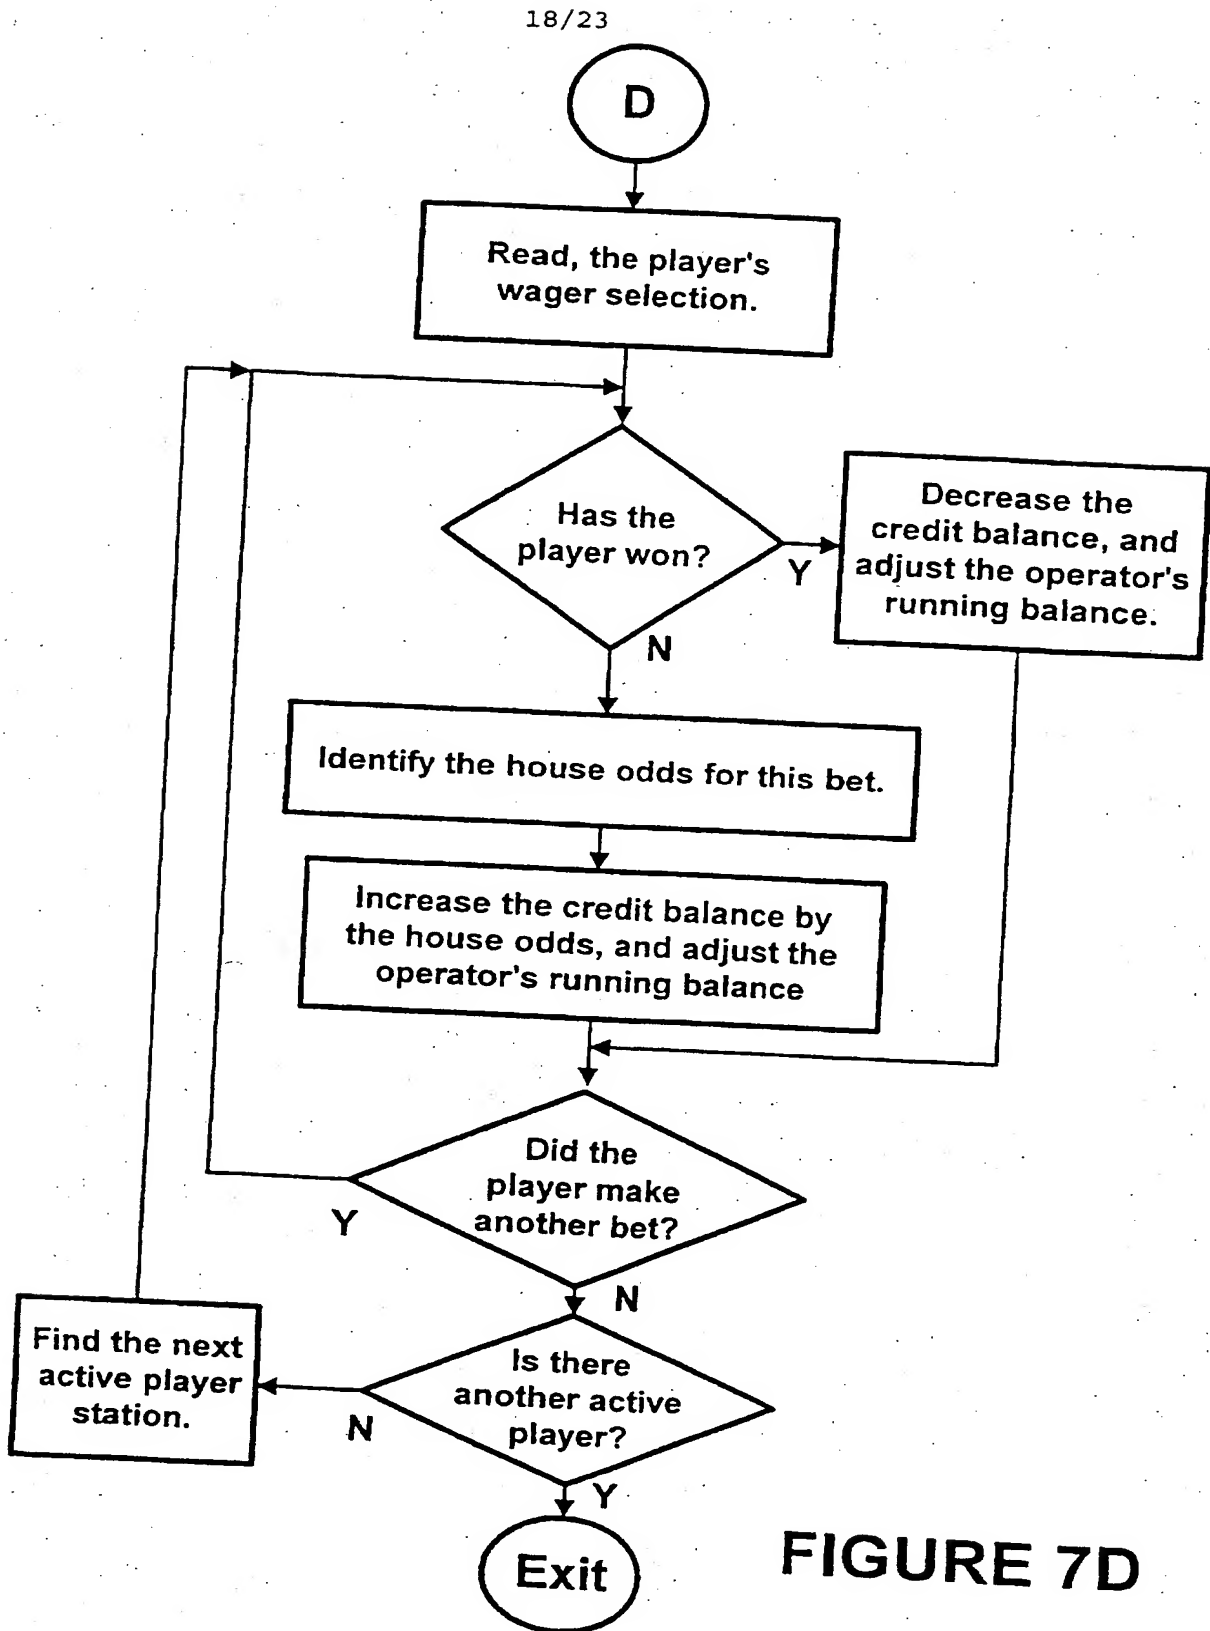 18/23
D
Read, the player's
wager selection.
Has the
player won?
Y
Decrease the
credit balance, and
adjust the operator's
running balance.
N
Identify the house odds for this bet.
Increase the credit balance by
the house odds, and adjust the
operator's running balance
Did the
player make
another bet?
Y
N
Find the next
active player
station.
Is there
another active
player?
N
Y
Exit
FIGURE 7D